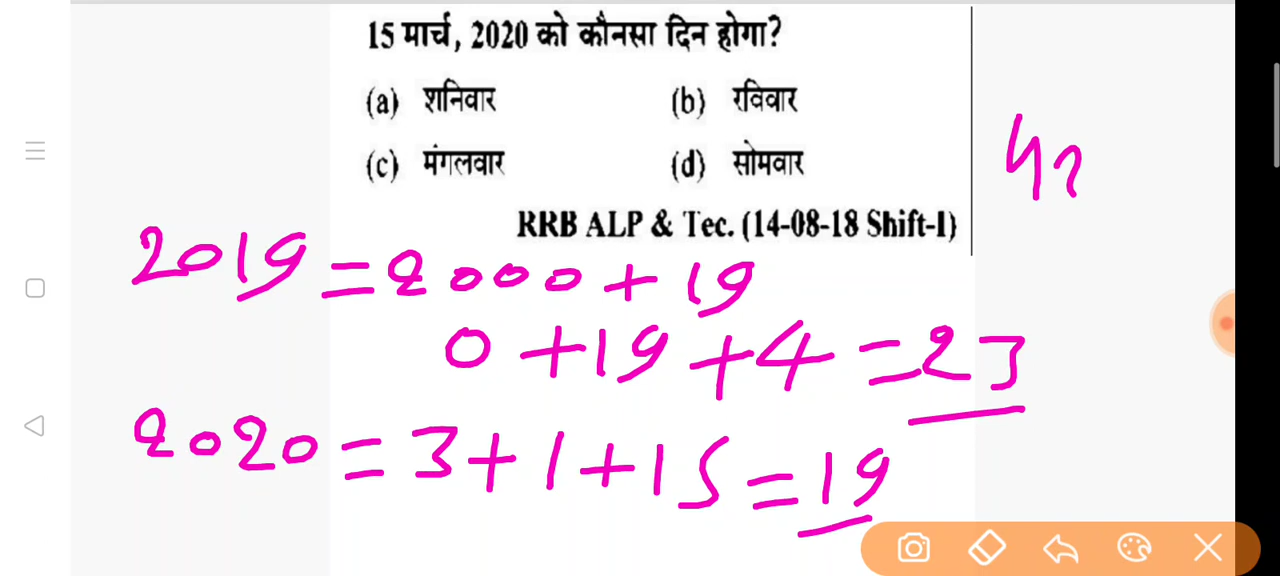 15 मार्च, 2020 को कौनसा दिन होगा?
(a) शनिवार (b) रविवार
(c) मंगलवार (d) सोमवार
RRB ALP & Tec. (14-08-18 Shift-I)
42
2019 = 2000 + 19
0 + 19 + 4 = 23
2020 = 3 + 1 + 15 = 19